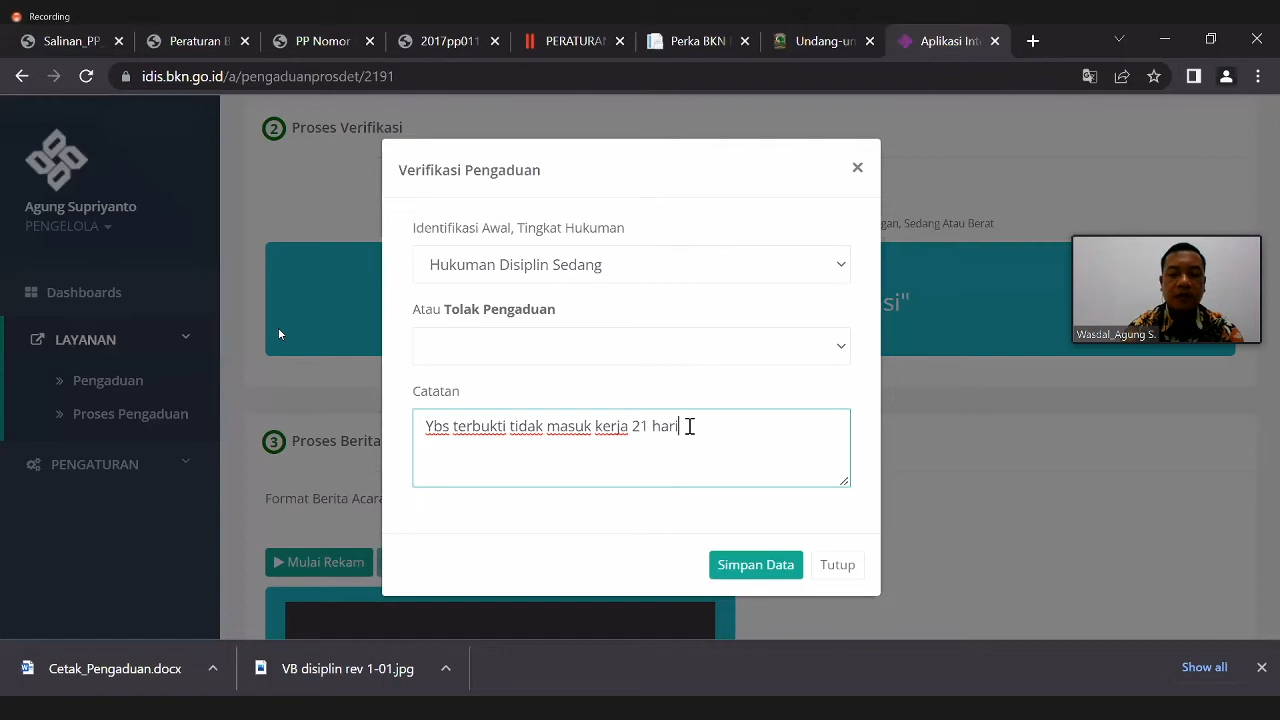 Recording
Salinan_PP_
Peraturan B
PP Nomor
2017pp011
PERATURAN
Perka BKN
Undang-un
Aplikasi Inte
idis.bkn.go.id/a/pengaduanprosdet/2191
Agung Supriyanto
PENGELOLA
Dashboards
LAYANAN
Pengaduan
Proses Pengaduan
PENGATURAN
2 Proses Verifikasi
Verifikasi Pengaduan
Identifikasi Awal, Tingkat Hukuman
ngan, Sedang Atau Berat
Hukuman Disiplin Sedang
si"
Atau Tolak Pengaduan
Wasdal_Agung S.
Catatan
Ybs terbukti tidak masuk kerja 21 hari
3 Proses Berita
Format Berita Acara
Mulai Rekam
Simpan Data
Tutup
Cetak_Pengaduan.docx
VB disiplin rev 1-01.jpg
Show all